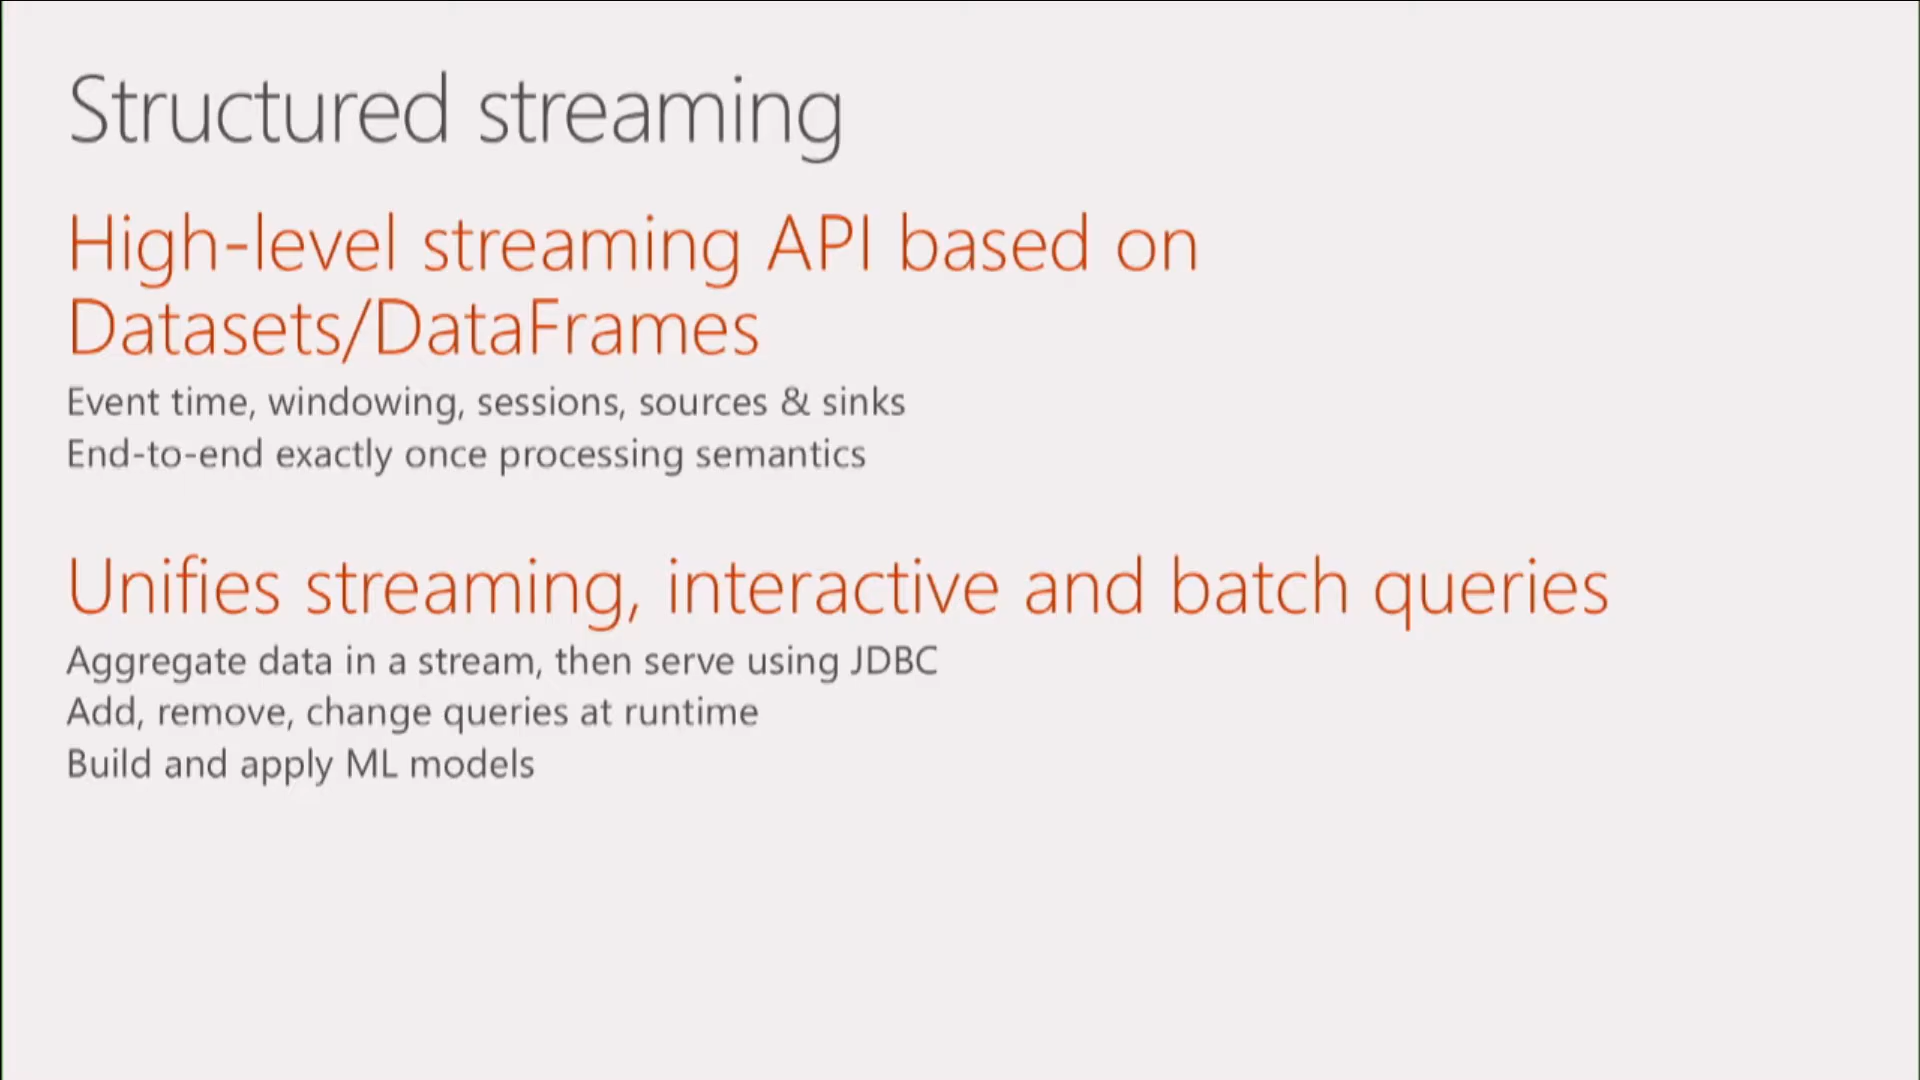 Structured streaming
High-level streaming API based on
Datasets/DataFrames
Event time, windowing, sessions, sources & sinks
End-to-end exactly once processing semantics
Unifies streaming, interactive and batch queries
Aggregate data in a stream, then serve using JDBC
Add, remove, change queries at runtime
Build and apply ML models